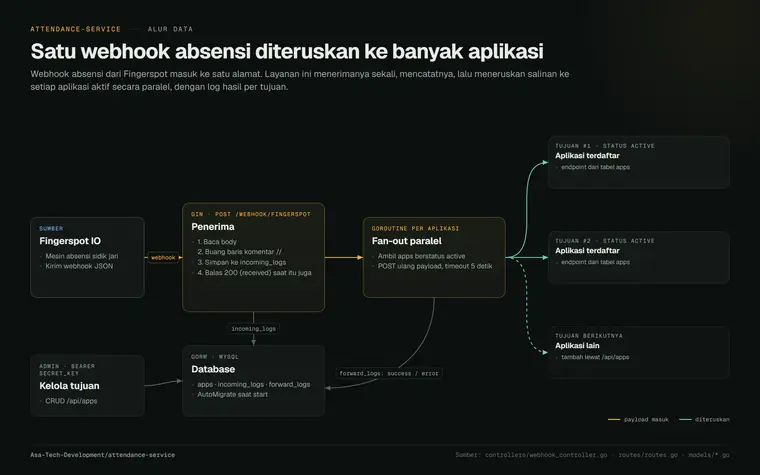 ATTENDANCE-SERVICE ALUR DATA
Satu webhook absensi diteruskan ke banyak aplikasi
Webhook absensi dari Fingerspot masuk ke satu alamat. Layanan ini menerimanya sekali, mencatatnya, lalu meneruskan salinan ke
setiap aplikasi aktif secara paralel, dengan log hasil per tujuan.
SUMBER
Fingerspot IO
· Mesin absensi sidik jari
· Kirim webhook JSON
webhook
GIN · POST /WEBHOOK/FINGERSPOT
Penerima
· 1. Baca body
· 2. Buang baris komentar //
· 3. Simpan ke incoming_logs
· 4. Balas 200 {received} saat itu juga
GOROUTINE PER APLIKASI
Fan-out paralel
· Ambil apps berstatus active
· POST ulang payload, timeout 5 detik
TUJUAN #1 · STATUS ACTIVE
Aplikasi terdaftar
· endpoint dari tabel apps
TUJUAN #2 · STATUS ACTIVE
Aplikasi terdaftar
· endpoint dari tabel apps
TUJUAN BERIKUTNYA
Aplikasi lain
· tambah lewat /api/apps
incoming_logs
ADMIN · BEARER
SECRET_KEY
Kelola tujuan
· CRUD /api/apps
GORM · MYSQL
Database
· apps · incoming_logs · forward_logs
· AutoMigrate saat start
forward_logs: success / error
payload masuk
diteruskan
Asa-Tech-Development/attendance-service
Sumber: controllers/webhook_controller.go · routes/routes.go · models/*.go